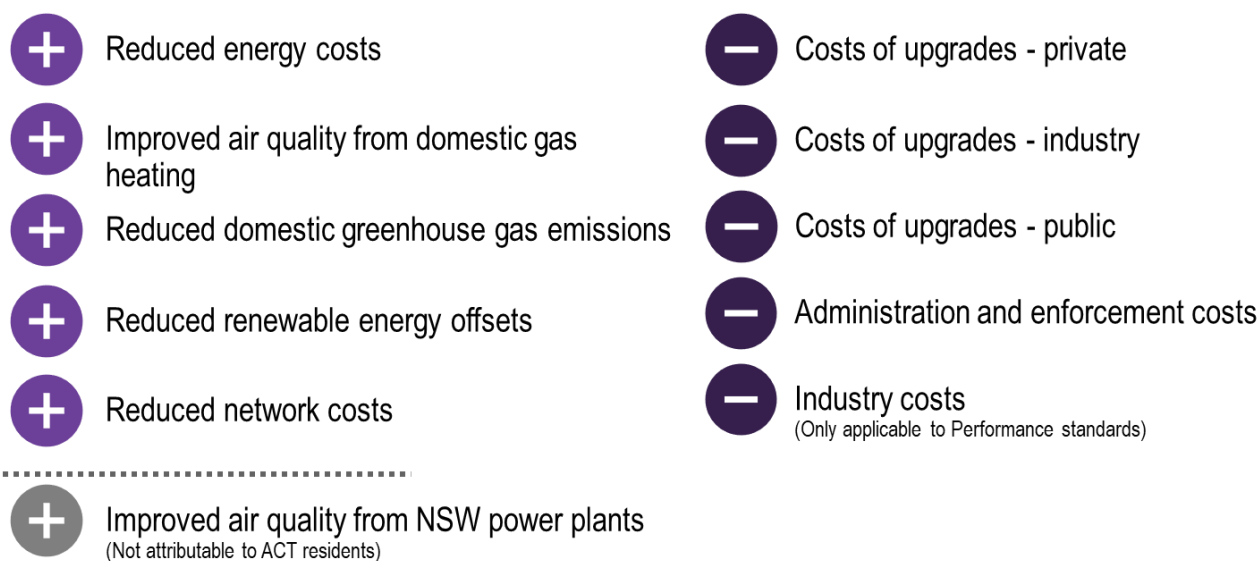 Reduced energy costs
Improved air quality from domestic gas
heating
Reduced domestic greenhouse gas emissions
Reduced renewable energy offsets
Reduced network costs
Improved air quality from NSW power plants
(Not attributable to ACT residents)
Costs of upgrades - private
Costs of upgrades - industry
Costs of upgrades - public
Administration and enforcement costs
Industry costs
(Only applicable to Performance standards)